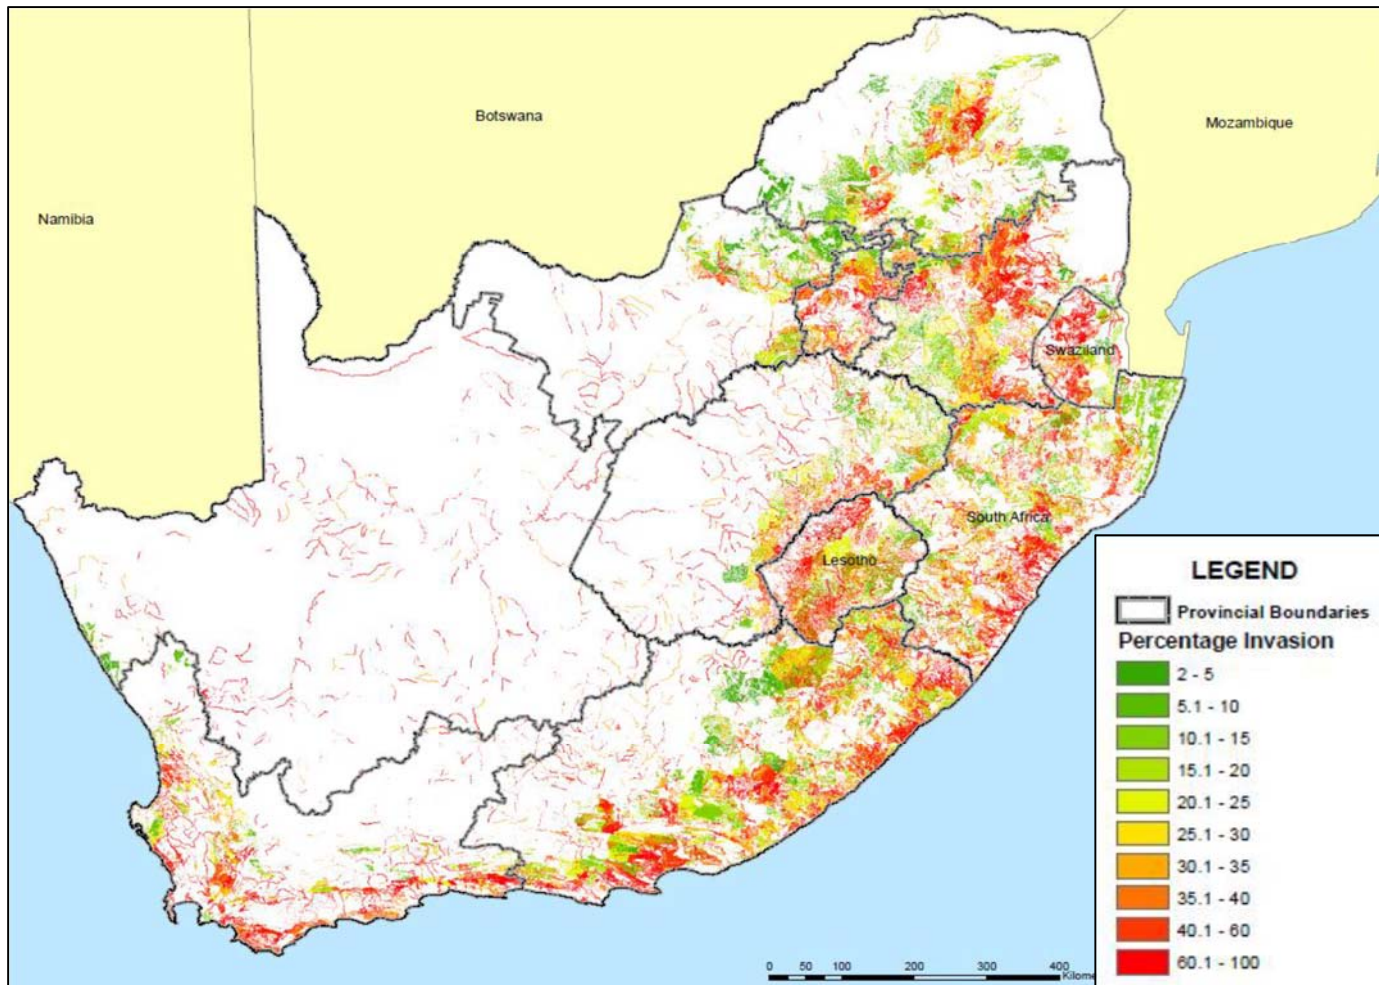 Botswana
Mozambique
Namibia
Swaziland
South Africa
Lesotho
LEGEND
Provincial Boundaries
Percentage Invasion
2 - 5
5.1 - 10
10.1 - 15
15.1 - 20
20.1 - 25
25.1 - 30
30.1 - 35
35.1 - 40
40.1 - 60
60.1 - 100
0 50 100 200 300 400
Kilome